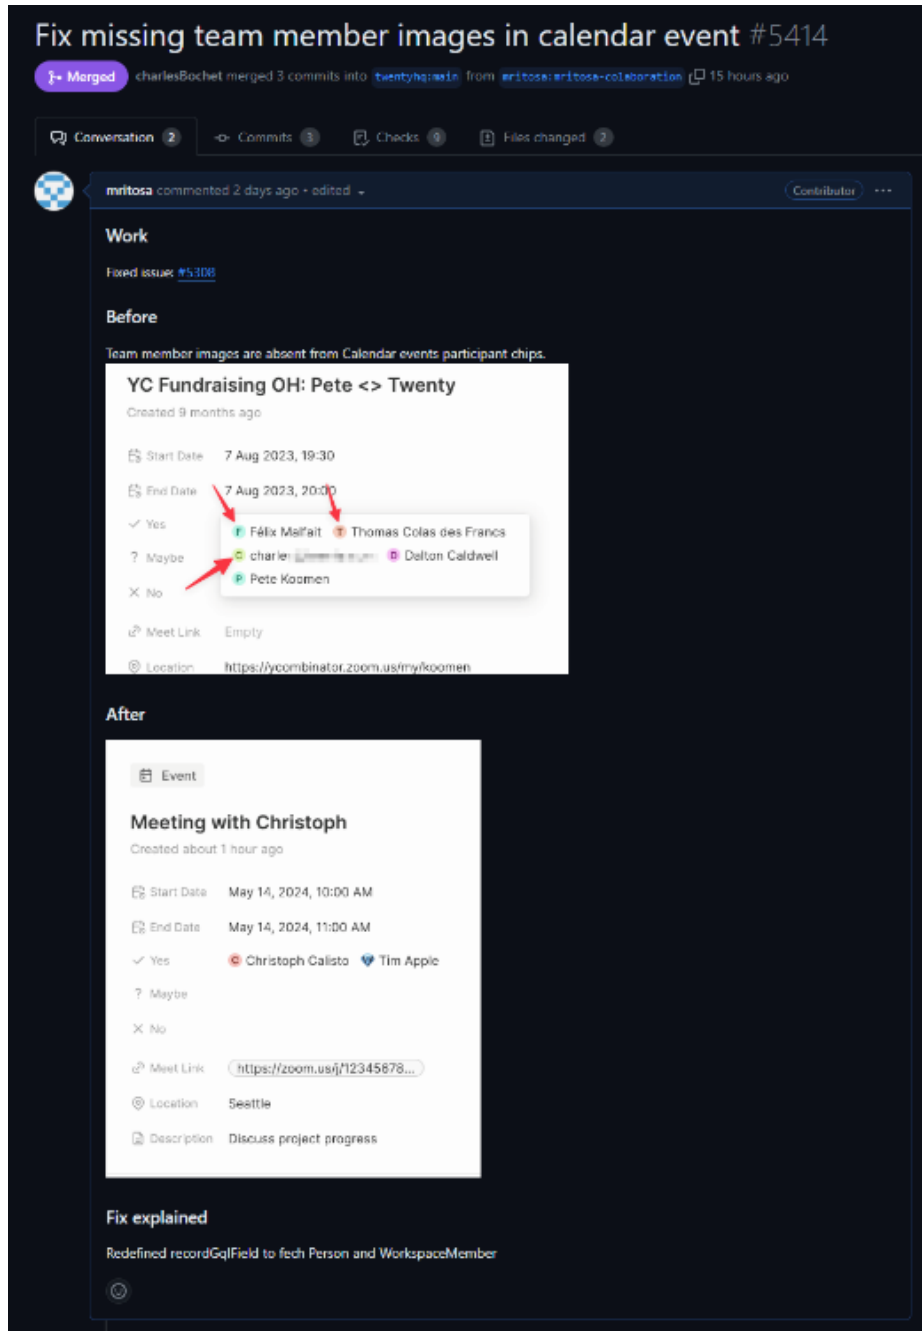 Fix missing team member images in calendar event #5414
Merged charlesBochet merged 3 commits into twentyhq:main from mritosa:mritosa-colaboration 15 hours ago
Conversation 2 Commits 3 Checks 9 Files changed 2
mritosa commented 2 days ago • edited Contributor
Work
Fixed issue: #5308
Before
Team member images are absent from Calendar events participant chips.
YC Fundraising OH: Pete <> Twenty
Created 9 months ago
Start Date 7 Aug 2023, 19:30
End Date 7 Aug 2023, 20:00
Yes
F Félix Malfait T Thomas Colas des Francs
? Maybe
C charle D Dalton Caldwell
P Pete Koomen
No
Meet Link Empty
Location https://ycombinator.zoom.us/my/koomen
After
Event
Meeting with Christoph
Created about 1 hour ago
Start Date May 14, 2024, 10:00 AM
End Date May 14, 2024, 11:00 AM
Yes C Christoph Calisto Tim Apple
? Maybe
No
Meet Link https://zoom.us/j/12345678...
Location Seattle
Description Discuss project progress
Fix explained
Redefined recordGqlField to fech Person and WorkspaceMember